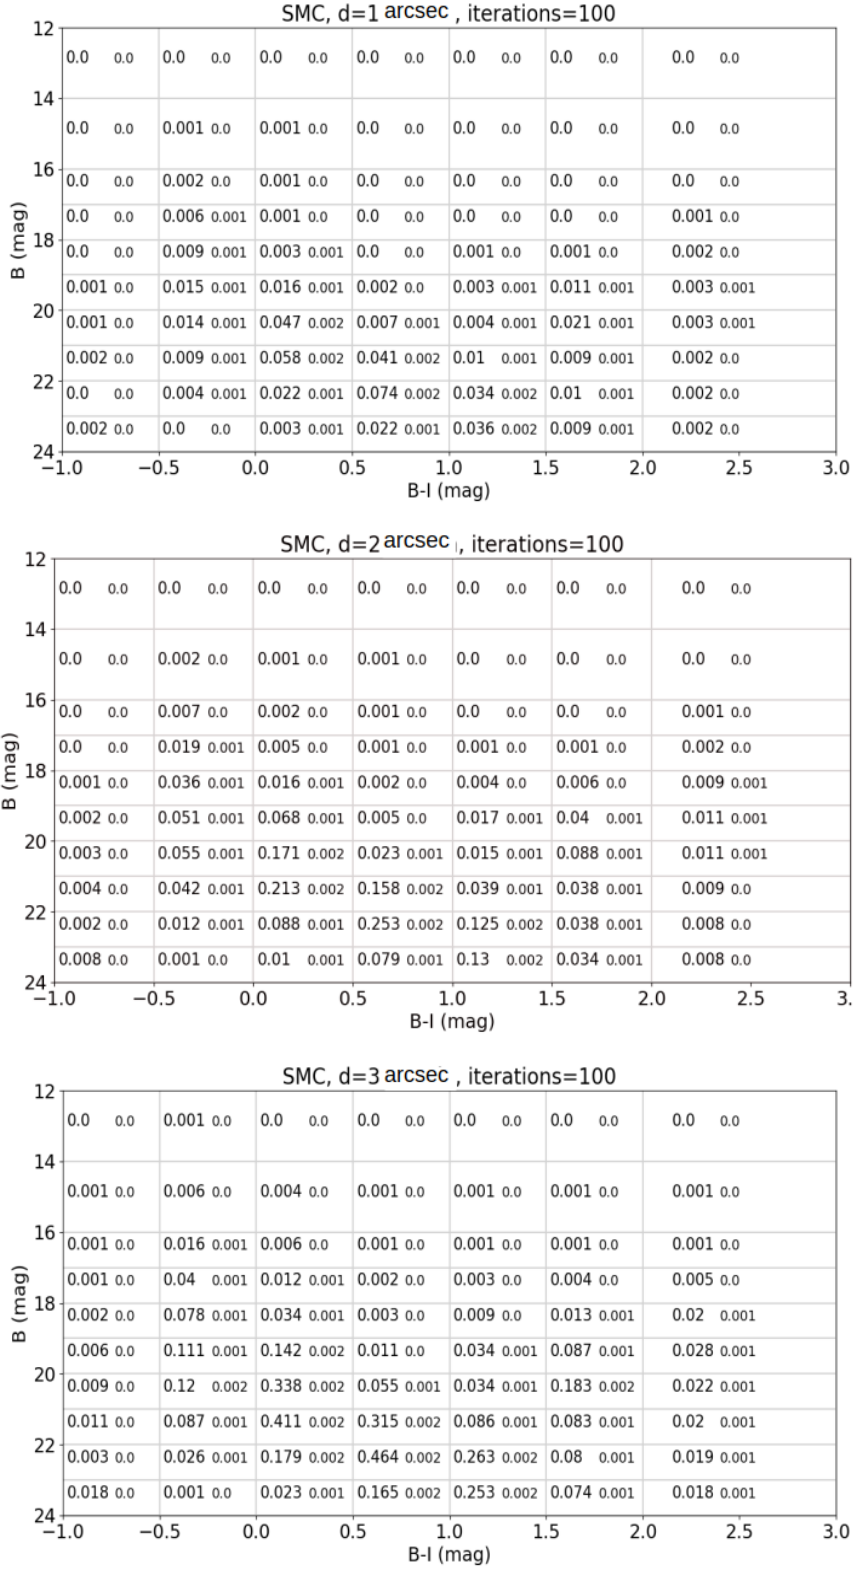 SMC, d=1 arcsec , iterations=100
12
0.0 0.0 0.0 0.0 0.0 0.0 0.0 0.0 0.0 0.0 0.0 0.0 0.0 0.0
14
0.0 0.0 0.001 0.0 0.001 0.0 0.0 0.0 0.0 0.0 0.0 0.0 0.0 0.0
16
0.0 0.0 0.002 0.0 0.001 0.0 0.0 0.0 0.0 0.0 0.0 0.0 0.0 0.0
0.0 0.0 0.006 0.001 0.001 0.0 0.0 0.0 0.0 0.0 0.0 0.0 0.001 0.0
18
0.0 0.0 0.009 0.001 0.003 0.001 0.0 0.0 0.001 0.0 0.001 0.0 0.002 0.0
B (mag)
0.001 0.0 0.015 0.001 0.016 0.001 0.002 0.0 0.003 0.001 0.011 0.001 0.003 0.001
20
0.001 0.0 0.014 0.001 0.047 0.002 0.007 0.001 0.004 0.001 0.021 0.001 0.003 0.001
0.002 0.0 0.009 0.001 0.058 0.002 0.041 0.002 0.01 0.001 0.009 0.001 0.002 0.0
22
0.0 0.0 0.004 0.001 0.022 0.001 0.074 0.002 0.034 0.002 0.01 0.001 0.002 0.0
0.002 0.0 0.0 0.0 0.003 0.001 0.022 0.001 0.036 0.002 0.009 0.001 0.002 0.0
24
−1.0 −0.5 0.0 0.5 1.0 1.5 2.0 2.5 3.0
B-I (mag)
SMC, d=2 arcsec , iterations=100
12
0.0 0.0 0.0 0.0 0.0 0.0 0.0 0.0 0.0 0.0 0.0 0.0 0.0 0.0
14
0.0 0.0 0.002 0.0 0.001 0.0 0.001 0.0 0.0 0.0 0.0 0.0 0.0 0.0
16
0.0 0.0 0.007 0.0 0.002 0.0 0.001 0.0 0.0 0.0 0.0 0.0 0.001 0.0
0.0 0.0 0.019 0.001 0.005 0.0 0.001 0.0 0.001 0.0 0.001 0.0 0.002 0.0
18
0.001 0.0 0.036 0.001 0.016 0.001 0.002 0.0 0.004 0.0 0.006 0.0 0.009 0.001
B (mag)
0.002 0.0 0.051 0.001 0.068 0.001 0.005 0.0 0.017 0.001 0.04 0.001 0.011 0.001
20
0.003 0.0 0.055 0.001 0.171 0.002 0.023 0.001 0.015 0.001 0.088 0.001 0.011 0.001
0.004 0.0 0.042 0.001 0.213 0.002 0.158 0.002 0.039 0.001 0.038 0.001 0.009 0.0
22
0.002 0.0 0.012 0.001 0.088 0.001 0.253 0.002 0.125 0.002 0.038 0.001 0.008 0.0
0.008 0.0 0.001 0.0 0.01 0.001 0.079 0.001 0.13 0.002 0.034 0.001 0.008 0.0
24
−1.0 −0.5 0.0 0.5 1.0 1.5 2.0 2.5 3.
B-I (mag)
SMC, d=3 arcsec , iterations=100
12
0.0 0.0 0.001 0.0 0.0 0.0 0.0 0.0 0.0 0.0 0.0 0.0 0.0 0.0
14
0.001 0.0 0.006 0.0 0.004 0.0 0.001 0.0 0.001 0.0 0.001 0.0 0.001 0.0
16
0.001 0.0 0.016 0.001 0.006 0.0 0.001 0.0 0.001 0.0 0.001 0.0 0.001 0.0
0.001 0.0 0.04 0.001 0.012 0.001 0.002 0.0 0.003 0.0 0.004 0.0 0.005 0.0
18
0.002 0.0 0.078 0.001 0.034 0.001 0.003 0.0 0.009 0.0 0.013 0.001 0.02 0.001
B (mag)
0.006 0.0 0.111 0.001 0.142 0.002 0.011 0.0 0.034 0.001 0.087 0.001 0.028 0.001
20
0.009 0.0 0.12 0.002 0.338 0.002 0.055 0.001 0.034 0.001 0.183 0.002 0.022 0.001
0.011 0.0 0.087 0.001 0.411 0.002 0.315 0.002 0.086 0.001 0.083 0.001 0.02 0.001
22
0.003 0.0 0.026 0.001 0.179 0.002 0.464 0.002 0.263 0.002 0.08 0.001 0.019 0.001
0.018 0.0 0.001 0.0 0.023 0.001 0.165 0.002 0.253 0.002 0.074 0.001 0.018 0.001
24
−1.0 −0.5 0.0 0.5 1.0 1.5 2.0 2.5 3.0
B-I (mag)